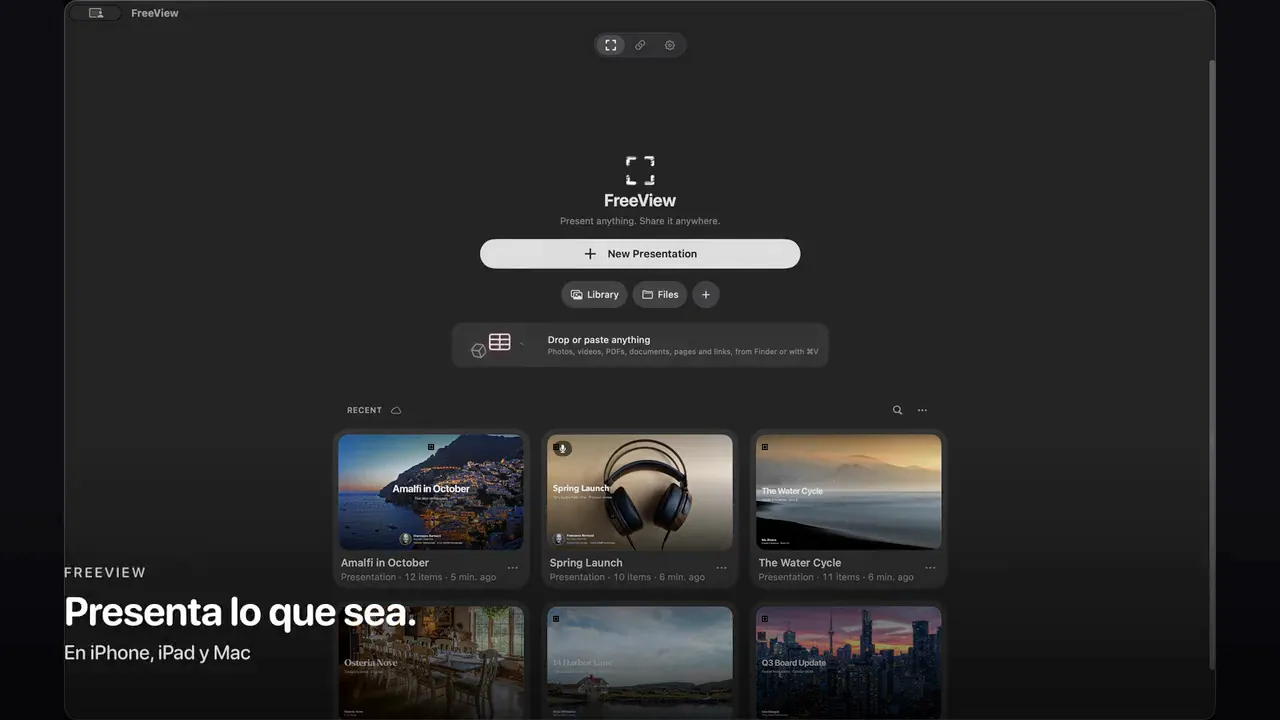 FreeView
FreeView
Present anything. Share it anywhere.
New Presentation
Library
Files
Drop or paste anything
Photos, videos, PDFs, documents, pages and links, from Finder or with ⌘V
RECENT
Amalfi in October
Spring Launch
The Water Cycle
Amalfi in October
Presentation · 12 items · 5 min. ago
Spring Launch
Presentation · 10 items · 6 min. ago
The Water Cycle
Presentation · 11 items · 6 min. ago
FREEVIEW
Presenta lo que sea.
En iPhone, iPad y Mac
Osteria Nove
14 Harbor Lane
Q3 Board Update